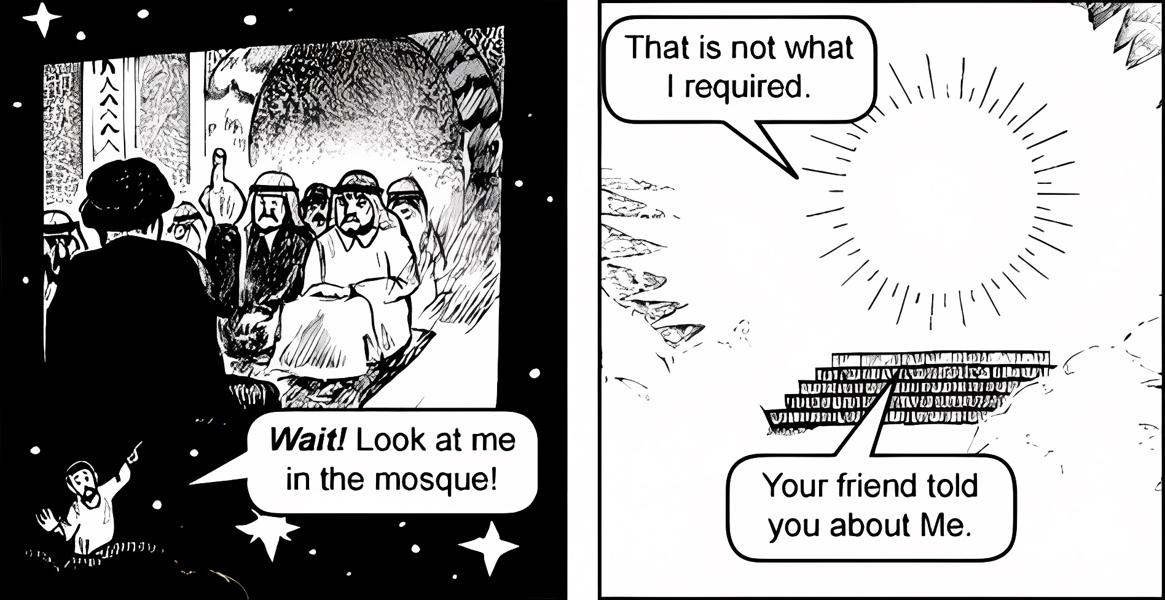 Wait! Look at me
in the mosque!
That is not what
I required.
Your friend told
you about Me.